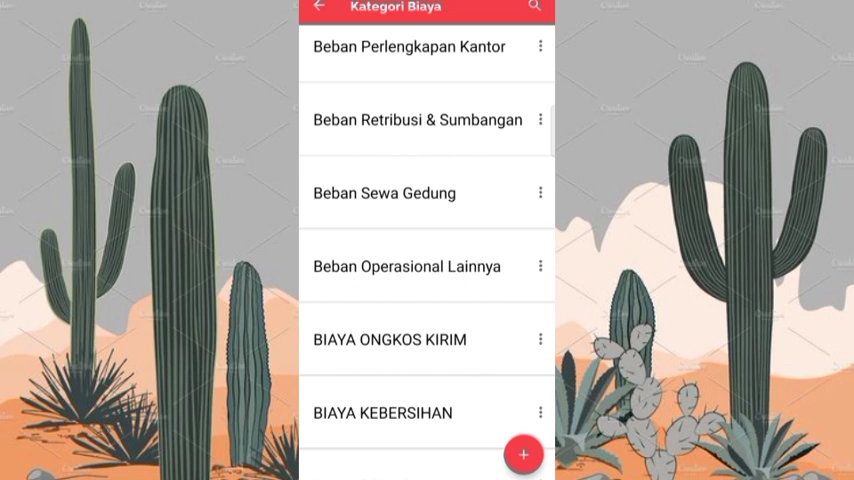 Kategori Biaya
Beban Perlengkapan Kantor
Beban Retribusi & Sumbangan
Beban Sewa Gedung
Beban Operasional Lainnya
BIAYA ONGKOS KIRIM
BIAYA KEBERSIHAN